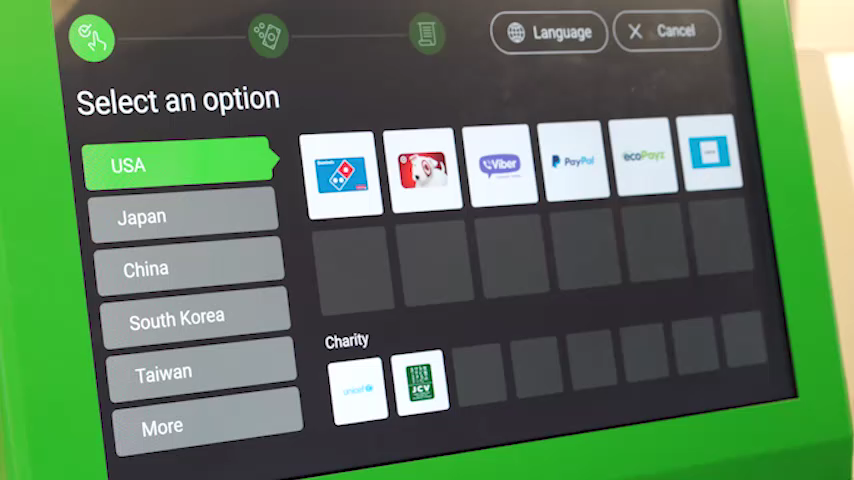 Language
Cancel
Select an option
USA
Japan
China
South Korea
Taiwan
More
Viber
PayPal
ecoPayz
Charity
unicef
JCV